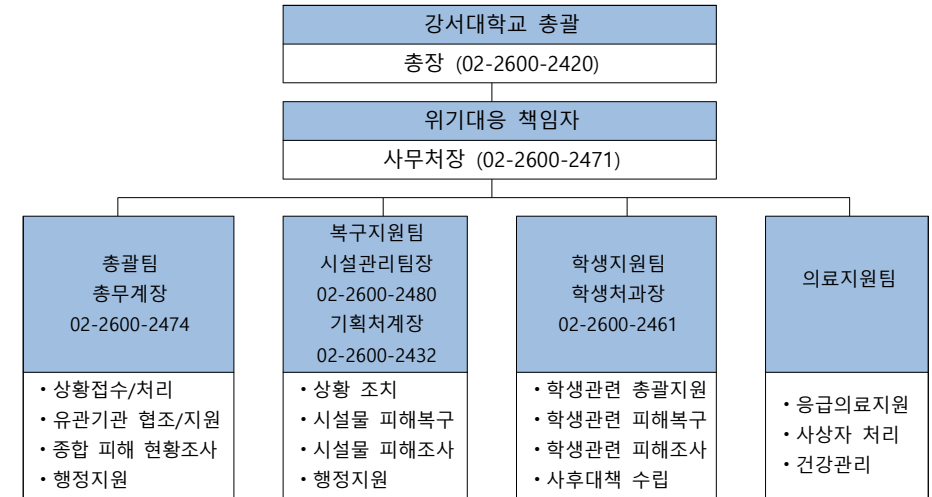 강서대학교 총괄
총장 (02-2600-2420)
위기대응 책임자
사무처장 (02-2600-2471)
총괄팀
총무계장
02-2600-2474
• 상황접수/처리
• 유관기관 협조/지원
• 종합 피해 현황조사
• 행정지원
복구지원팀
시설관리팀장
02-2600-2480
기획처계장
02-2600-2432
• 상황 조치
• 시설물 피해복구
• 시설물 피해조사
• 행정지원
학생지원팀
학생처과장
02-2600-2461
• 학생관련 총괄지원
• 학생관련 피해복구
• 학생관련 피해조사
• 사후대책 수립
의료지원팀
• 응급의료지원
• 사상자 처리
• 건강관리